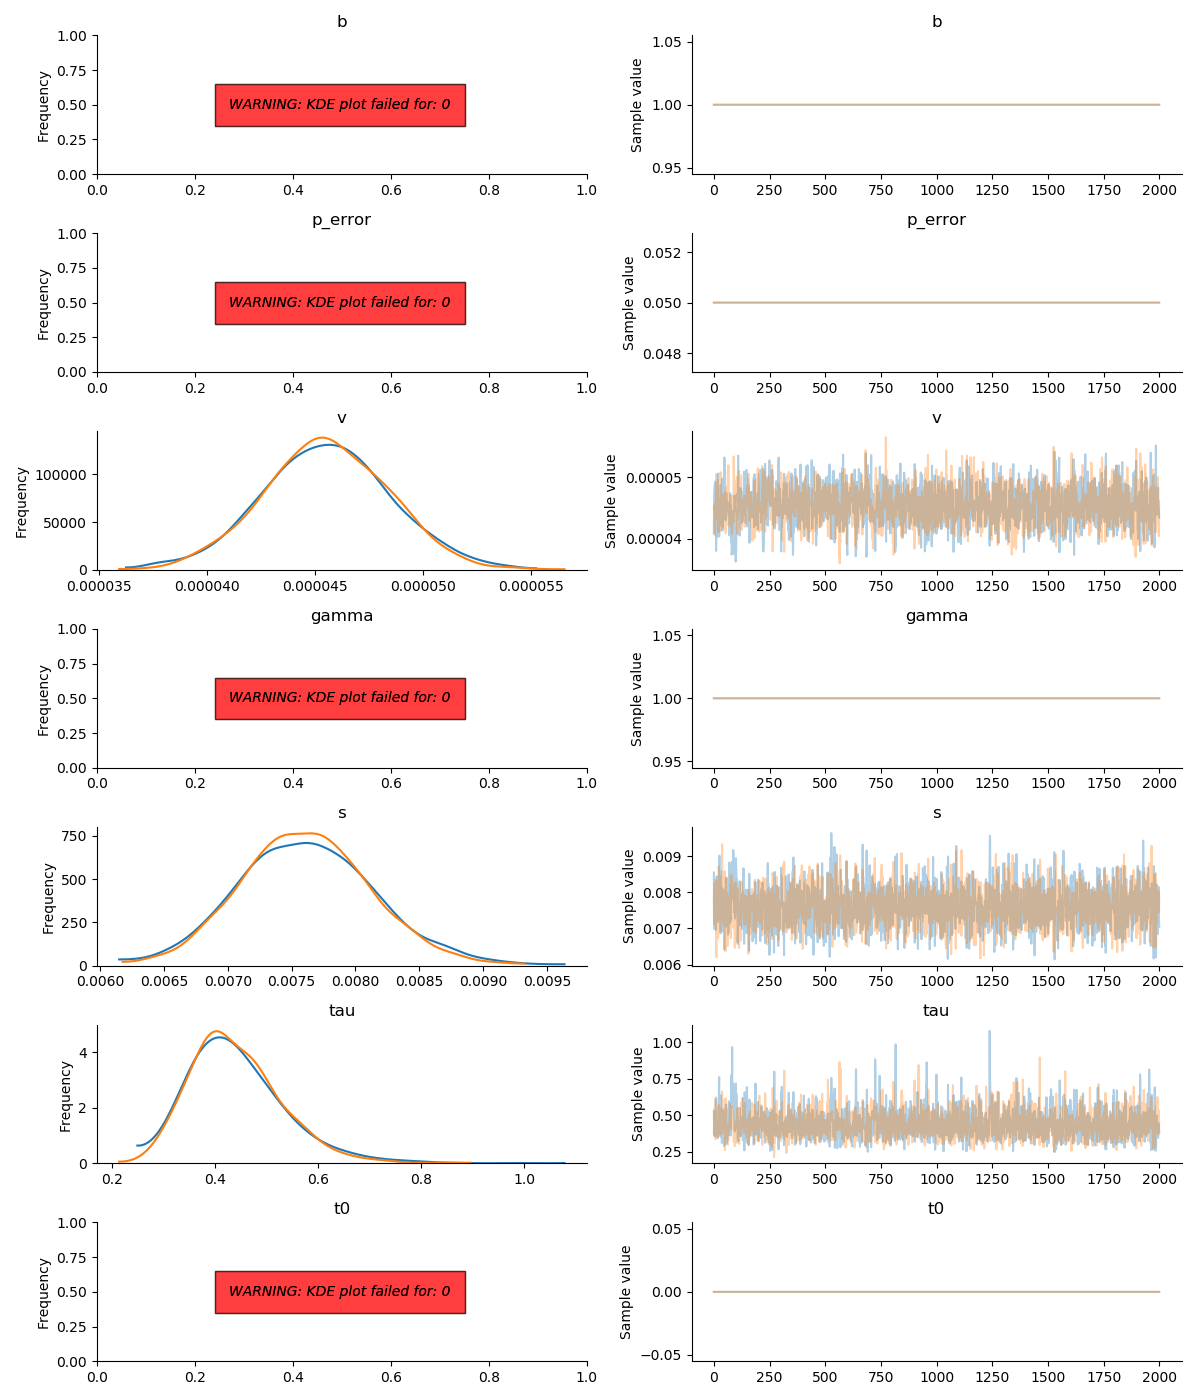 b
1.00
0.75
0.50
0.25
0.00
Frequency
WARNING: KDE plot failed for: 0
0.0 0.2 0.4 0.6 0.8 1.0
b
1.05
1.00
0.95
Sample value
0 250 500 750 1000 1250 1500 1750 2000
p_error
1.00
0.75
0.50
0.25
0.00
Frequency
WARNING: KDE plot failed for: 0
0.0 0.2 0.4 0.6 0.8 1.0
p_error
0.052
0.050
0.048
Sample value
0 250 500 750 1000 1250 1500 1750 2000
v
100000
50000
0
Frequency
0.000035 0.000040 0.000045 0.000050 0.000055
v
0.00005
0.00004
Sample value
0 250 500 750 1000 1250 1500 1750 2000
gamma
1.00
0.75
0.50
0.25
0.00
Frequency
WARNING: KDE plot failed for: 0
0.0 0.2 0.4 0.6 0.8 1.0
gamma
1.05
1.00
0.95
Sample value
0 250 500 750 1000 1250 1500 1750 2000
s
750
500
250
0
Frequency
0.0060 0.0065 0.0070 0.0075 0.0080 0.0085 0.0090 0.0095
s
0.009
0.008
0.007
0.006
Sample value
0 250 500 750 1000 1250 1500 1750 2000
tau
4
2
0
Frequency
0.2 0.4 0.6 0.8 1.0
tau
1.00
0.75
0.50
0.25
Sample value
0 250 500 750 1000 1250 1500 1750 2000
t0
1.00
0.75
0.50
0.25
0.00
Frequency
WARNING: KDE plot failed for: 0
0.0 0.2 0.4 0.6 0.8 1.0
t0
0.05
0.00
−0.05
Sample value
0 250 500 750 1000 1250 1500 1750 2000